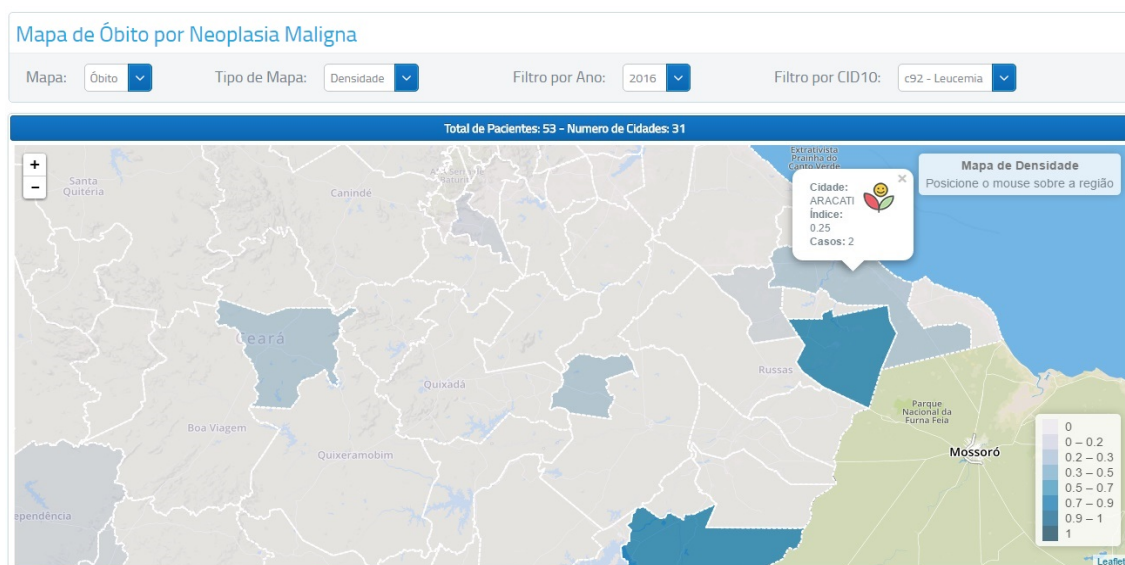 Mapa de Óbito por Neoplasia Maligna
Mapa: Óbito Tipo de Mapa: Densidade Filtro por Ano: 2016 Filtro por CID10: c92 - Leucemia
Total de Pacientes: 53 - Numero de Cidades: 31
+
-
Santa
Quitéria
Canindé
Extrativista
Prainha do
Canto Verde
Mapa de Densidade
Posicione o mouse sobre a região
×
Cidade:
ARACATI
Índice:
0.25
Casos: 2
Ceará
Quixadá
Russas
Boa Viagem
Quixeramobim
Parque
Nacional da
Furna Feia
Mossoró
ependência
0
0 – 0.2
0.2 – 0.3
0.3 – 0.5
0.5 – 0.7
0.7 – 0.9
0.9 – 1
1
Leaflet